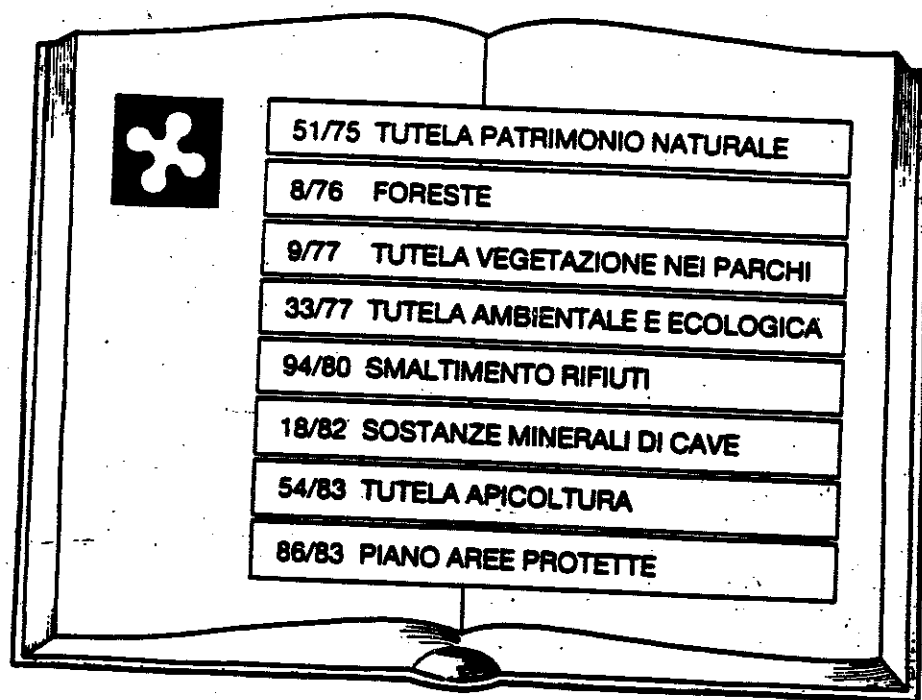 51/75 TUTELA PATRIMONIO NATURALE
8/76 FORESTE
9/77 TUTELA VEGETAZIONE NEI PARCHI
33/77 TUTELA AMBIENTALE E ECOLOGICA
94/80 SMALTIMENTO RIFIUTI
18/82 SOSTANZE MINERALI DI CAVE
54/83 TUTELA APICOLTURA
86/83 PIANO AREE PROTETTE